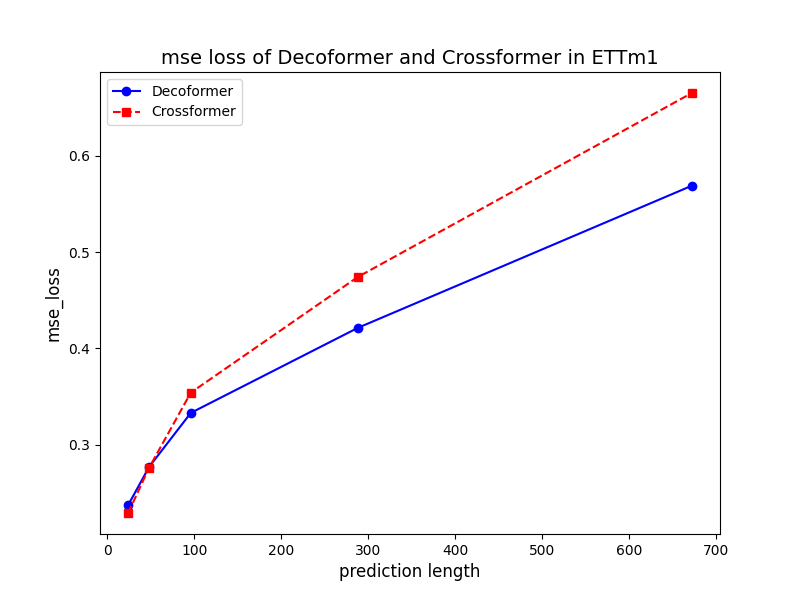 mse loss of Decoformer and Crossformer in ETTm1
Decoformer
Crossformer
0.6
0.5
0.4
0.3
mse_loss
0 100 200 300 400 500 600 700
prediction length